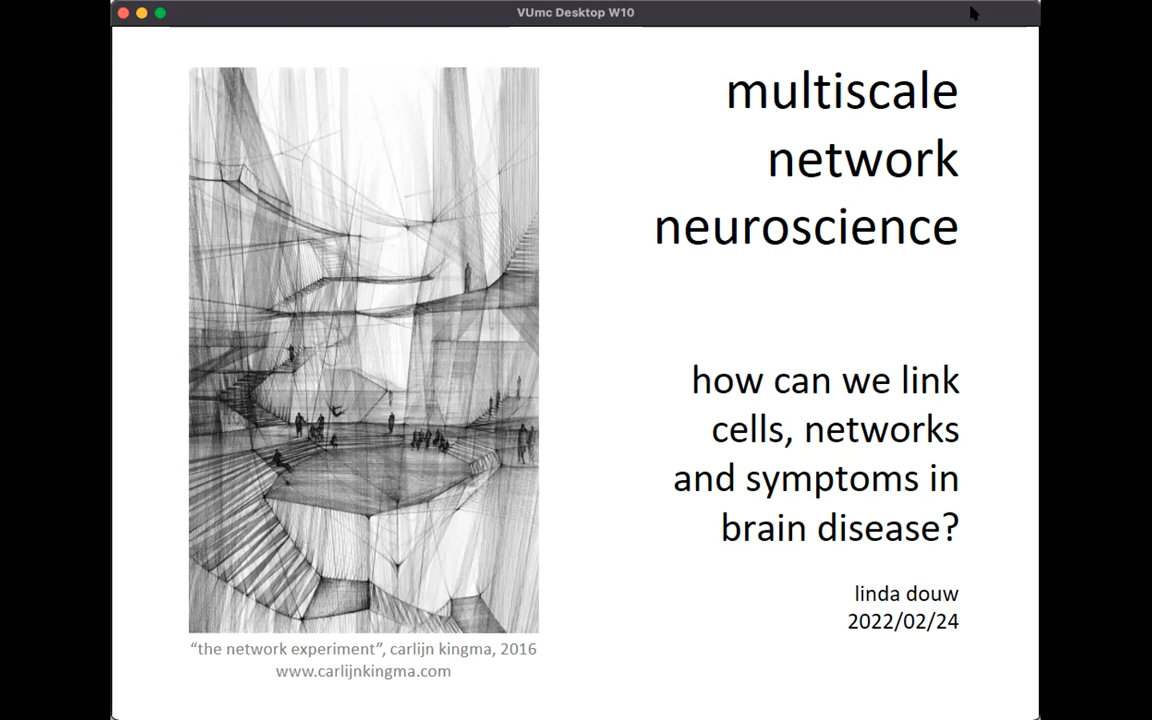 VUmc Desktop W10
multiscale
network
neuroscience
how can we link
cells, networks
and symptoms in
brain disease?
linda douw
2022/02/24
“the network experiment”, carlijn kingma, 2016
www.carlijnkingma.com